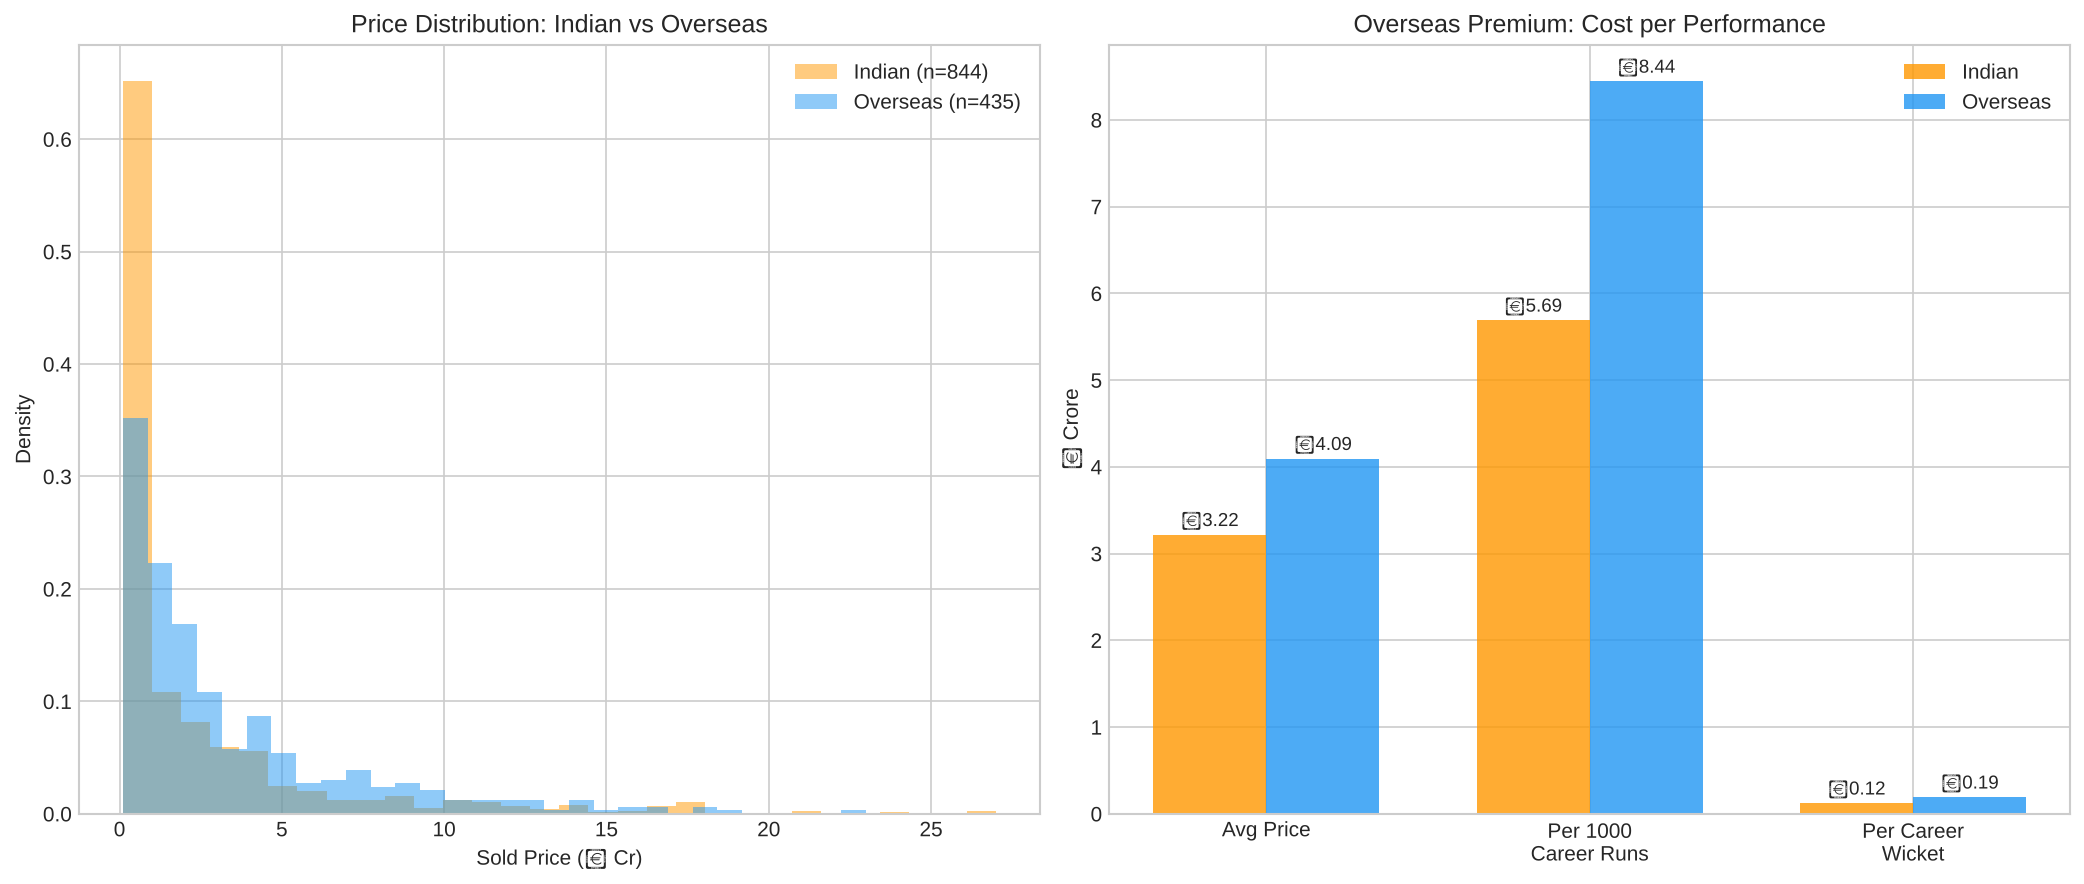 Price Distribution: Indian vs Overseas
Indian (n=844)
Overseas (n=435)
Density
0.6
0.5
0.4
0.3
0.2
0.1
0.0
0
5
10
15
20
25
Sold Price (€ Cr)
Overseas Premium: Cost per Performance
Indian
Overseas
€ Crore
8
7
6
5
4
3
2
1
0
€3.22
€4.09
€5.69
€8.44
€0.12
€0.19
Avg Price
Per 1000
Career Runs
Per Career
Wicket